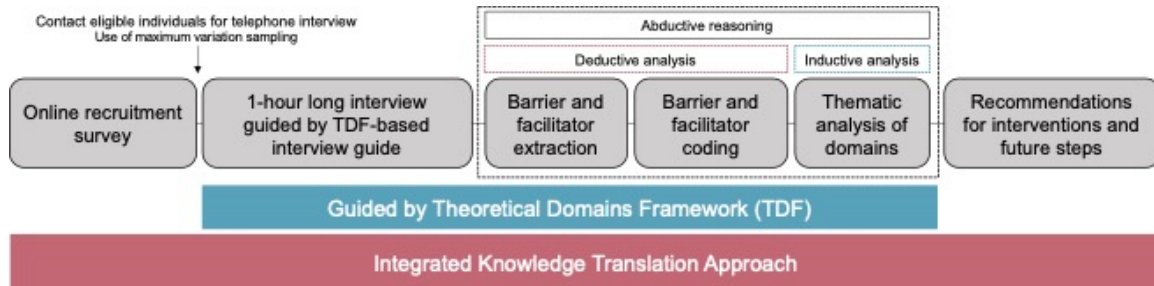 Contact eligible individuals for telephone interview
Use of maximum variation sampling
Abductive reasoning
Deductive analysis
Inductive analysis
Online recruitment
survey
1-hour long interview
guided by TDF-based
interview guide
Barrier and
facilitator
extraction
Barrier and
facilitator
coding
Thematic
analysis of
domains
Recommendations
for interventions and
future steps
Guided by Theoretical Domains Framework (TDF)
Integrated Knowledge Translation Approach